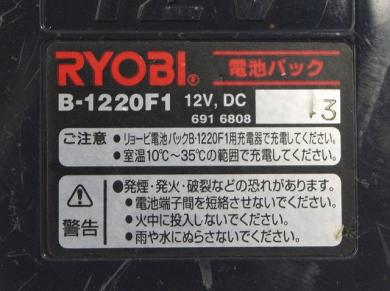 RYOBI® 電池パック
B-1220F1 12V, DC
691 6808
ご注意
●リョービ電池パックB-1220F1用充電器で充電してください。
●室温10℃〜35℃の範囲で充電してください。
警告
●発煙・発火・破裂などの恐れがあります。
●電池端子間を短絡させないでください。
●火中に投入しないでください。
●雨や水にぬらさないでください。